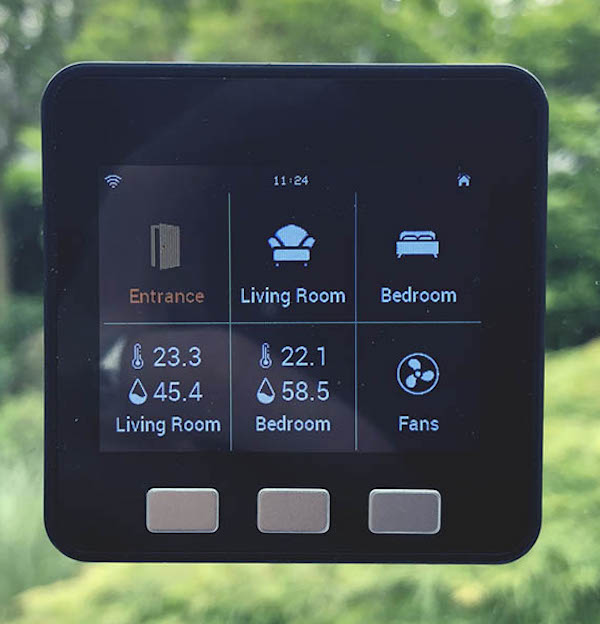 11:24
Entrance
Living Room
Bedroom
23.3
45.4
Living Room
22.1
58.5
Bedroom
Fans